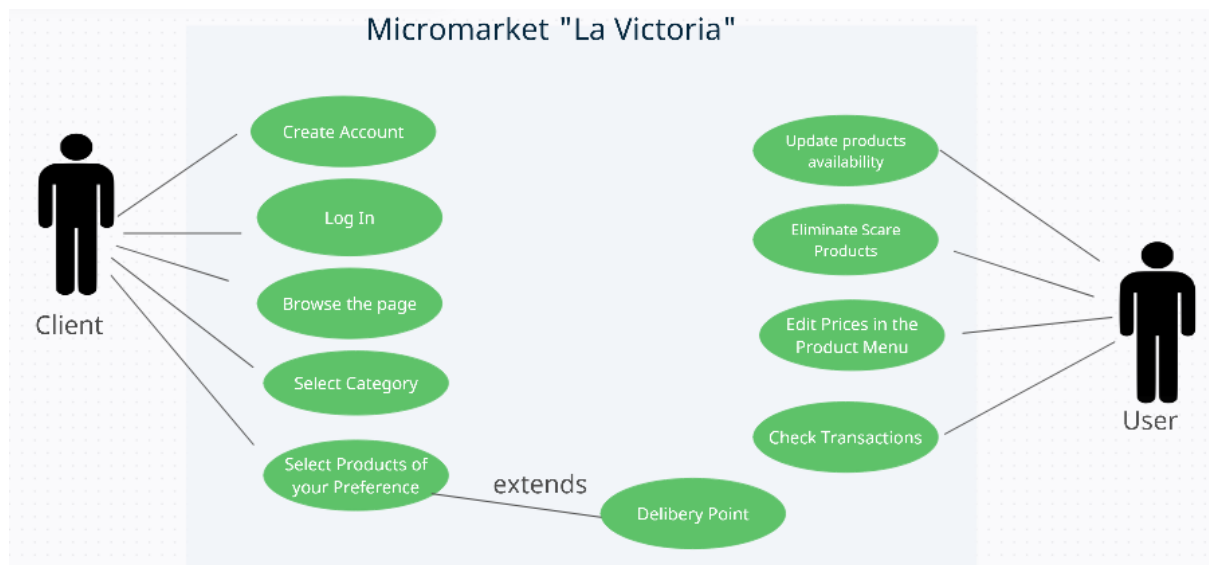 Micromarket "La Victoria"
Create Account
Log In
Browse the page
Select Category
Select Products of
your Preference
extends
Delibery Point
Client
Update products
availability
Eliminate Scare
Products
Edit Prices in the
Product Menu
Check Transactions
User